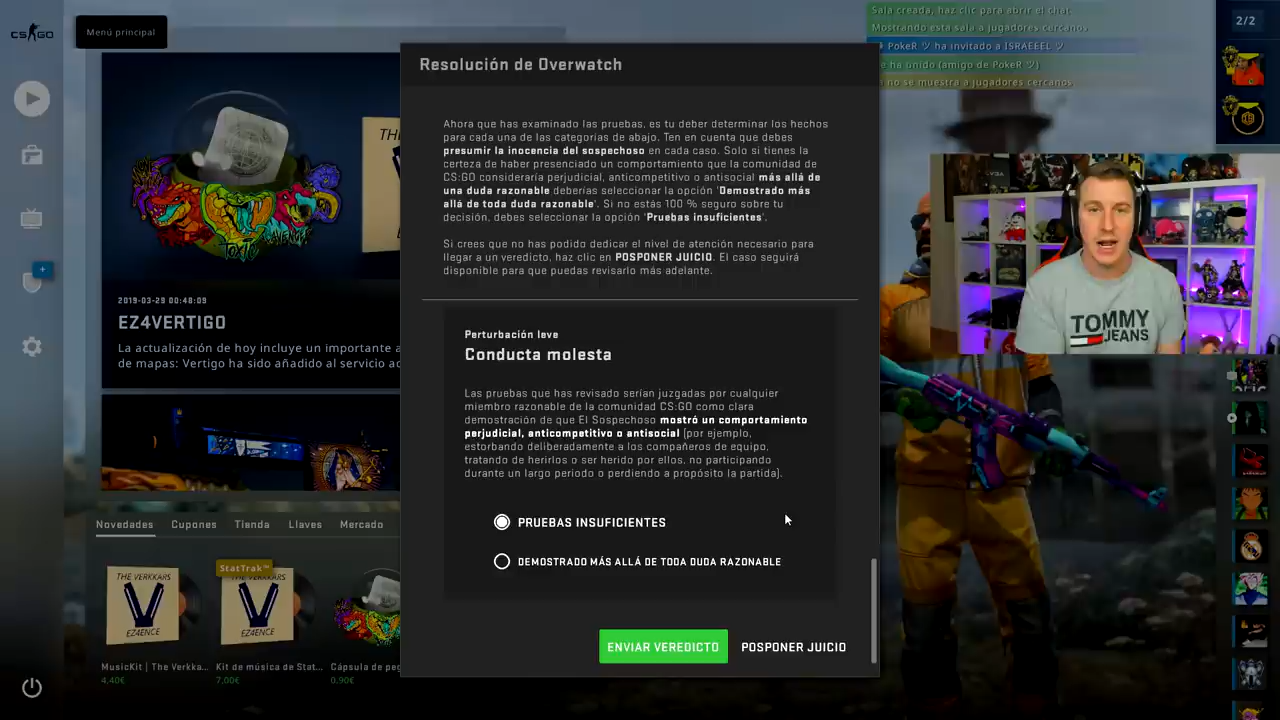 CS:GO
Menú principal
Sala creada, haz clic para abrir el chat.
Mostrando esta sala a jugadores cercanos.
PokeR ツ ha invitado a ISRAEEEL ツ
se ha unido (amigo de PokeR ツ)
no se muestra a jugadores cercanos.
2/2
Resolución de Overwatch
Ahora que has examinado las pruebas, es tu deber determinar los hechos
para cada una de las categorías de abajo. Ten en cuenta que debes
presumir la inocencia del sospechoso en cada caso. Solo si tienes la
certeza de haber presenciado un comportamiento que la comunidad de
CS:GO consideraría perjudicial, anticompetitivo o antisocial más allá de
una duda razonable deberías seleccionar la opción 'Demostrado más
allá de toda duda razonable'. Si no estás 100 % seguro sobre tu
decisión, debes seleccionar la opción 'Pruebas insuficientes'.
Si crees que no has podido dedicar el nivel de atención necesario para
llegar a un veredicto, haz clic en POSPONER JUICIO. El caso seguirá
disponible para que puedas revisarlo más adelante.
Perturbación leve
Conducta molesta
Las pruebas que has revisado serían juzgadas por cualquier
miembro razonable de la comunidad CS:GO como clara
demostración de que El Sospechoso mostró un comportamiento
perjudicial, anticompetitivo o antisocial (por ejemplo,
estorbando deliberadamente a los compañeros de equipo,
tratando de herirlos o ser herido por ellos, no participando
durante un largo periodo o perdiendo a propósito la partida).
PRUEBAS INSUFICIENTES
DEMOSTRADO MÁS ALLÁ DE TODA DUDA RAZONABLE
ENVIAR VEREDICTO
POSPONER JUICIO
TOXIC AVENGER
TH
2019-03-29 00:48:09
EZ4VERTIGO
La actualización de hoy incluye un importante a
de mapas: Vertigo ha sido añadido al servicio ac
Novedades
Cupones
Tienda
Llaves
Mercado
StatTrak™
THE VERKKARS
EZ4ENCE
THE VERKKARS
EZ4ENCE
MusicKit | The Verkka...
Kit de música de Stat...
Cápsula de peg
4,40€
7,00€
0,90€
TOMMY
JEANS